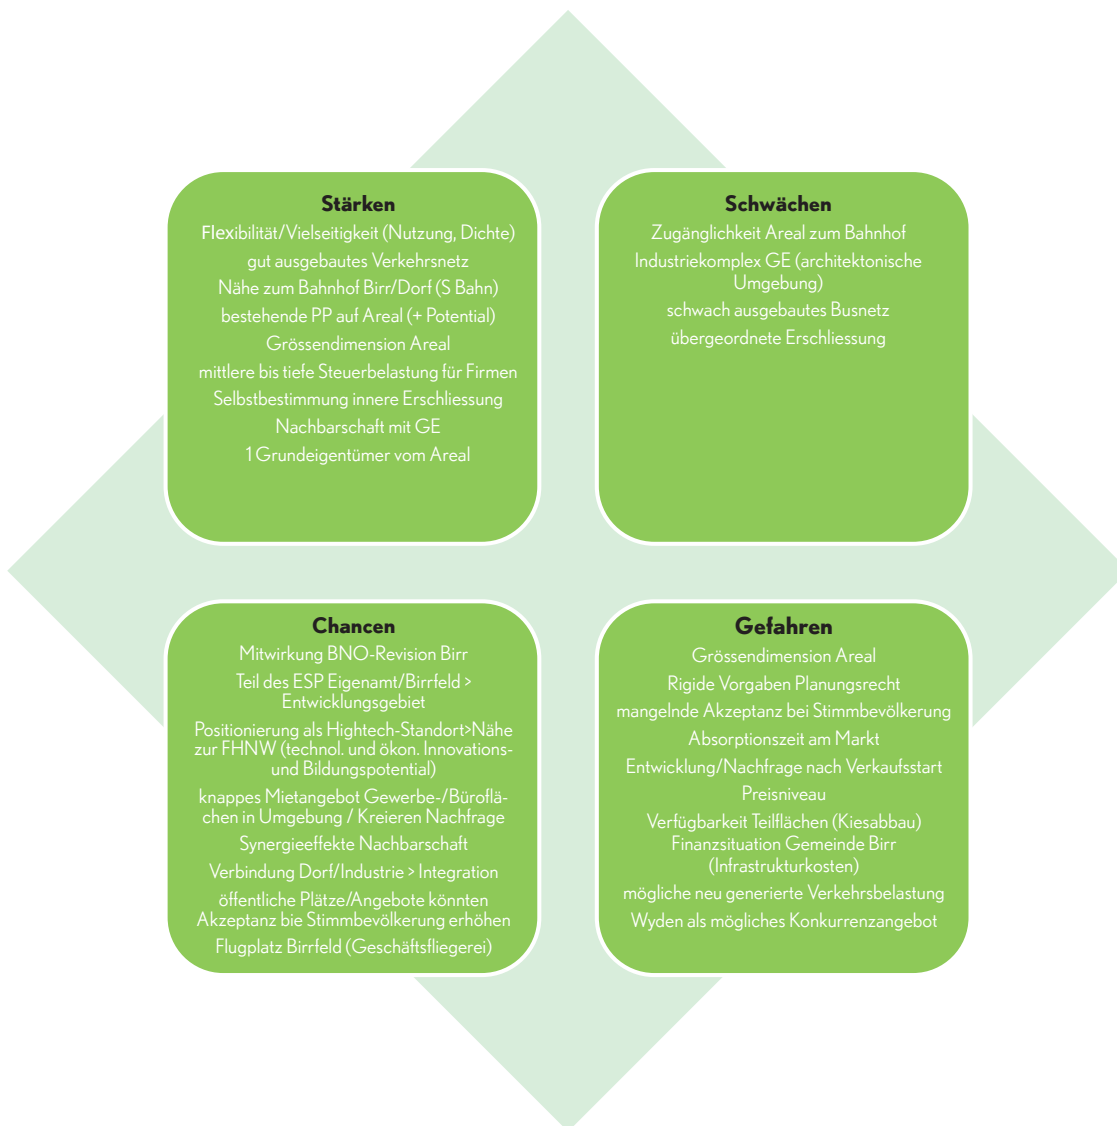 Stärken
Flexibilität/Vielseitigkeit (Nutzung, Dichte)
gut ausgebautes Verkehrsnetz
Nähe zum Bahnhof Birr/Dorf (S Bahn)
bestehende PP auf Areal (+ Potential)
Grössendimension Areal
mittlere bis tiefe Steuerbelastung für Firmen
Selbstbestimmung innere Erschliessung
Nachbarschaft mit GE
1 Grundeigentümer vom Areal
Schwächen
Zugänglichkeit Areal zum Bahnhof
Industriekomplex GE (architektonische
Umgebung)
schwach ausgebautes Busnetz
übergeordnete Erschliessung
Chancen
Mitwirkung BNO-Revision Birr
Teil des ESP Eigenamt/Birrfeld >
Entwicklungsgebiet
Positionierung als Hightech-Standort>Nähe
zur FHNW (technol. und ökon. Innovations-
und Bildungspotential)
knappes Mietangebot Gewerbe-/Büroflä-
chen in Umgebung / Kreieren Nachfrage
Synergieeffekte Nachbarschaft
Verbindung Dorf/Industrie > Integration
öffentliche Plätze/Angebote könnten
Akzeptanz bie Stimmbevölkerung erhöhen
Flugplatz Birrfeld (Geschäftsfliegerei)
Gefahren
Grössendimension Areal
Rigide Vorgaben Planungsrecht
mangelnde Akzeptanz bei Stimmbevölkerung
Absorptionszeit am Markt
Entwicklung/Nachfrage nach Verkaufsstart
Preisniveau
Verfügbarkeit Teilflächen (Kiesabbau)
Finanzsituation Gemeinde Birr
(Infrastrukturkosten)
mögliche neu generierte Verkehrsbelastung
Wyden als mögliches Konkurrenzangebot